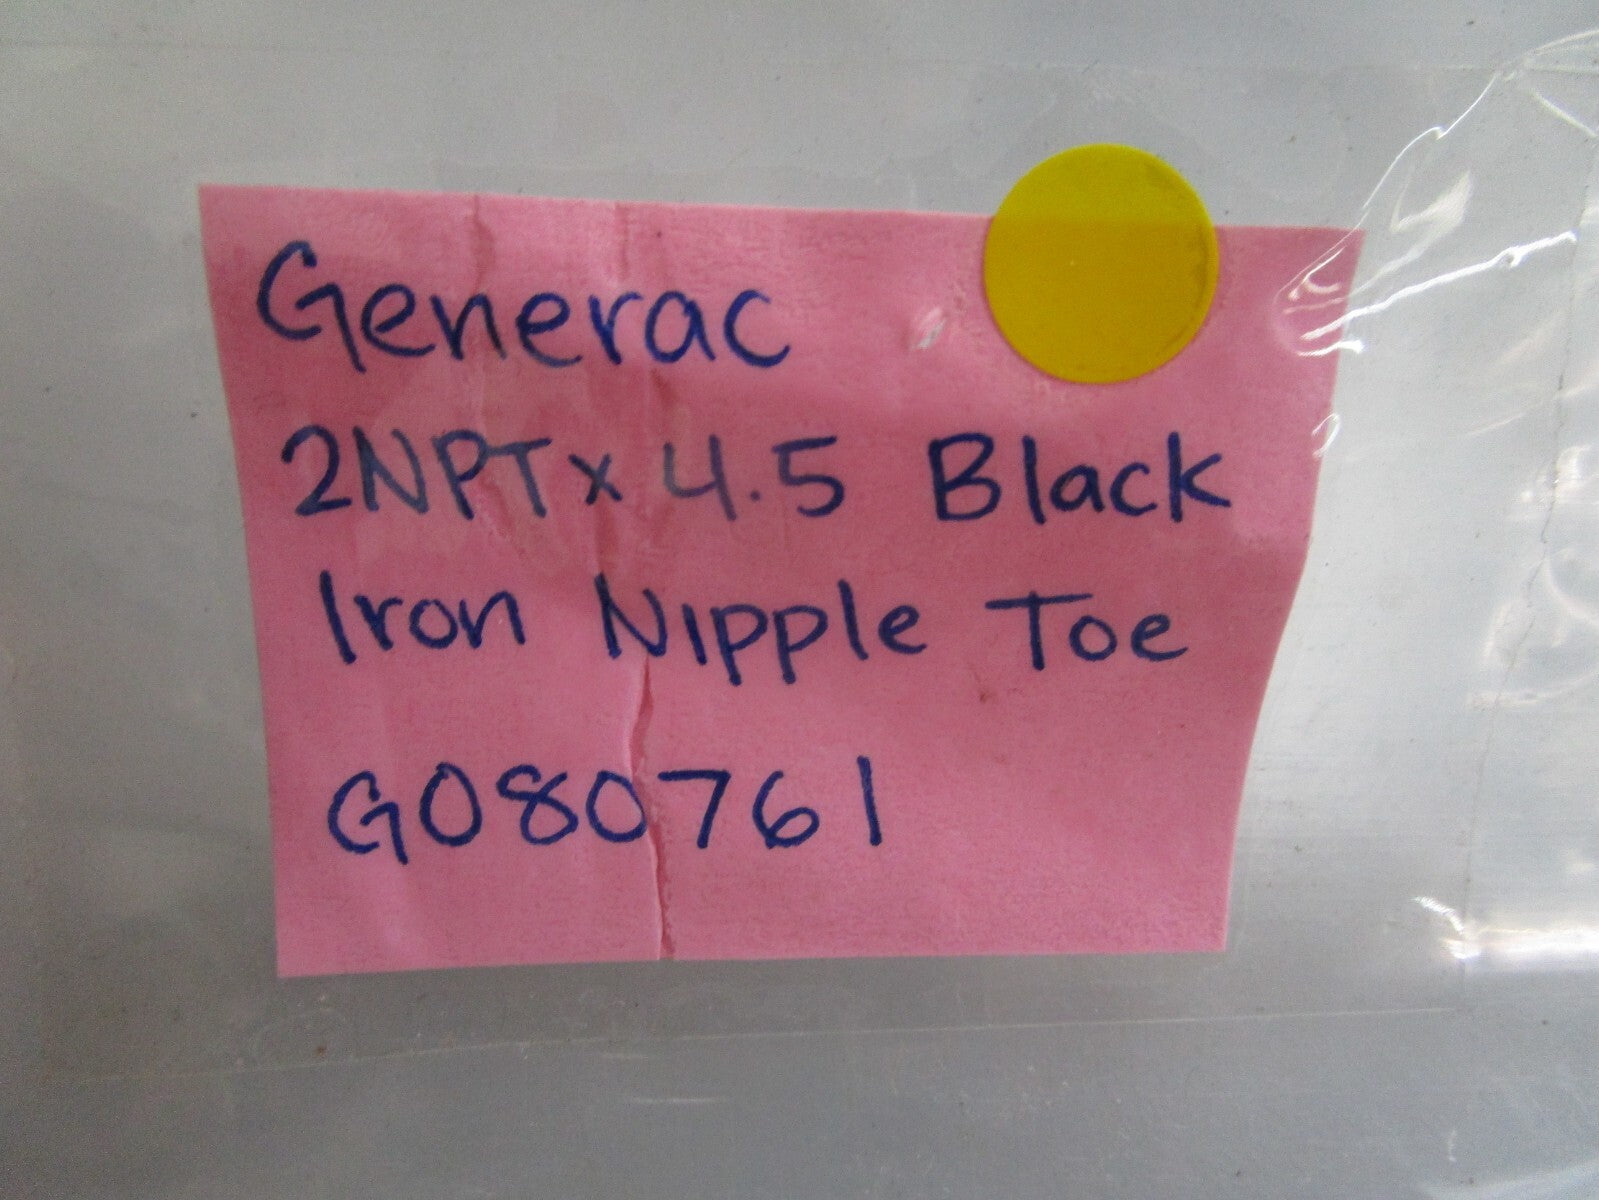 Generac
2NPT x 4.5 Black
Iron Nipple Toe
G080761